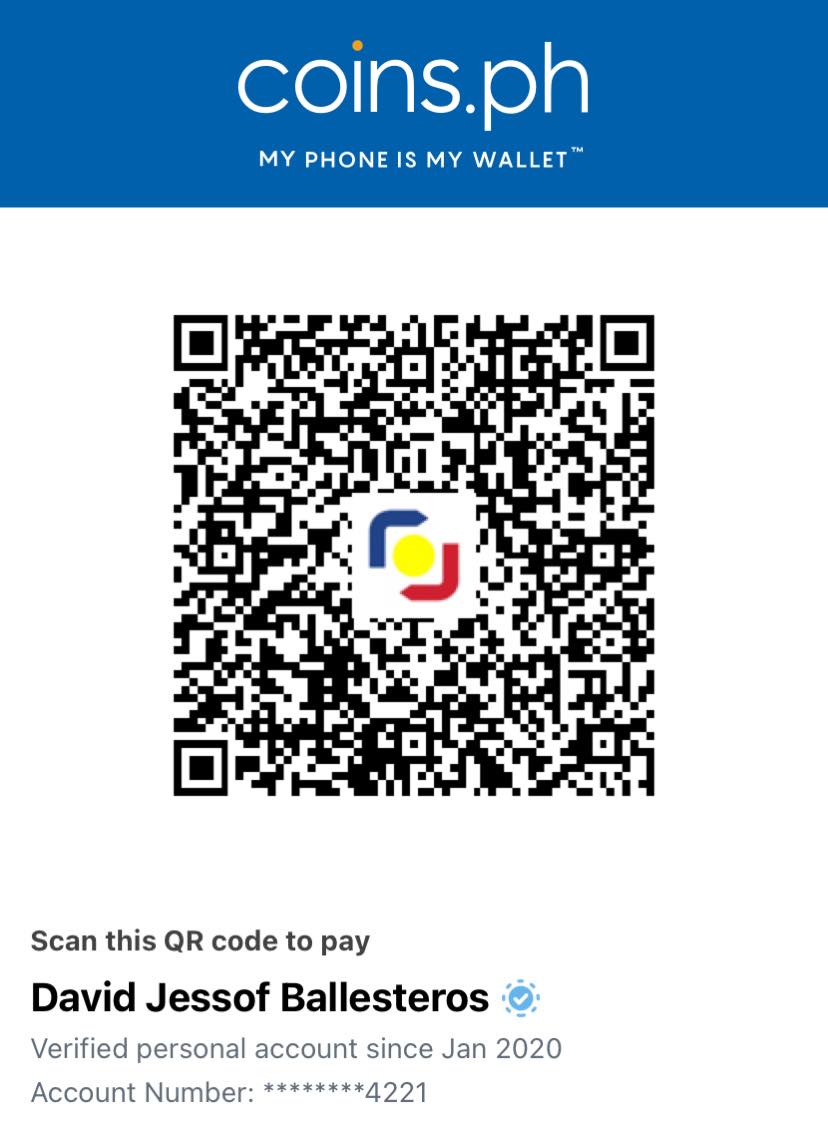 coins.ph
MY PHONE IS MY WALLET™
Scan this QR code to pay
David Jessof Ballesteros
Verified personal account since Jan 2020
Account Number: ********4221